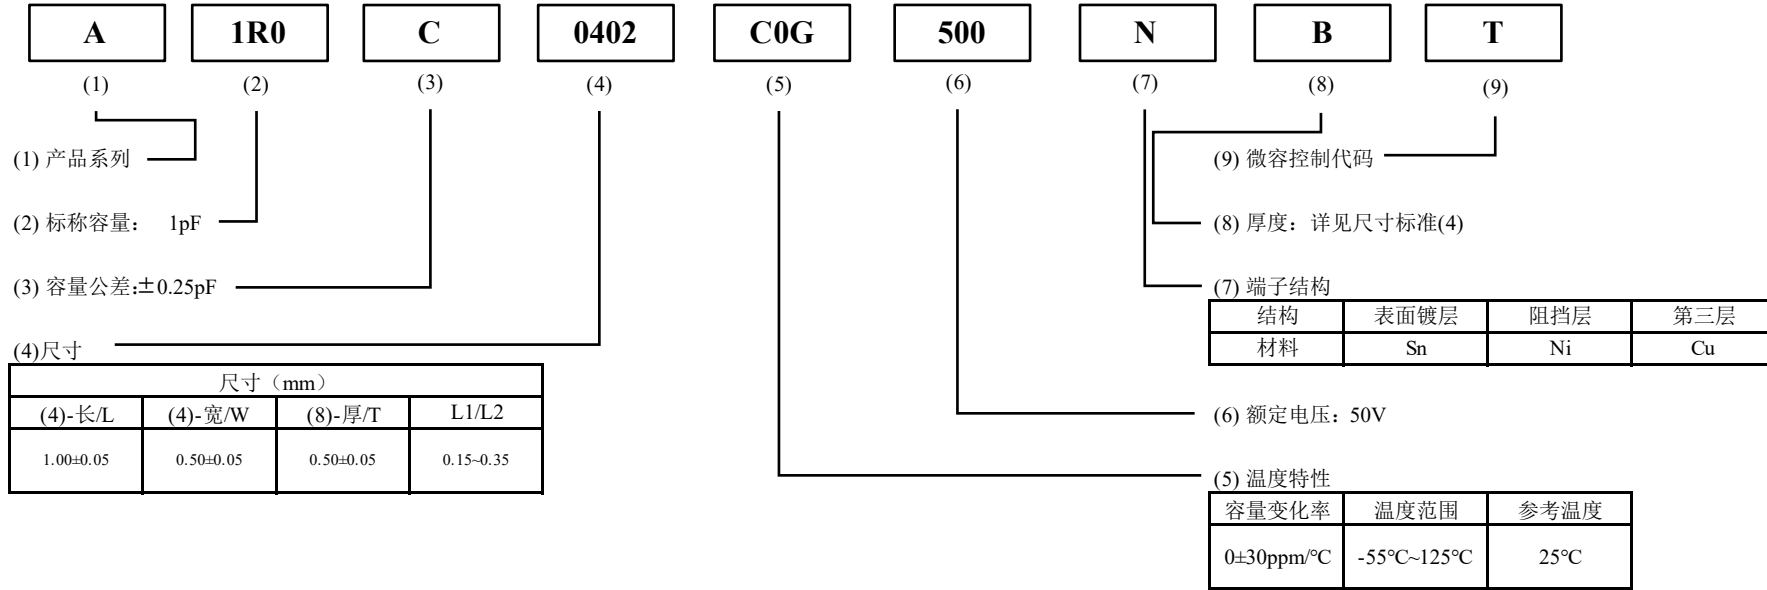 A 1R0 C 0402 C0G 500 N B T
(1) (2) (3) (4) (5) (6) (7) (8) (9)
(1) 产品系列
(9) 微容控制代码
(2) 标称容量： 1pF
(8) 厚度：详见尺寸标准(4)
(3) 容量公差:±0.25pF
(7) 端子结构
结构 表面镀层 阻挡层 第三层
材料 Sn Ni Cu
(4)尺寸
尺寸（mm）
(4)-长/L (4)-宽/W (8)-厚/T L1/L2
1.00±0.05 0.50±0.05 0.50±0.05 0.15~0.35
(6) 额定电压：50V
(5) 温度特性
容量变化率 温度范围 参考温度
0±30ppm/℃ -55℃~125℃ 25℃